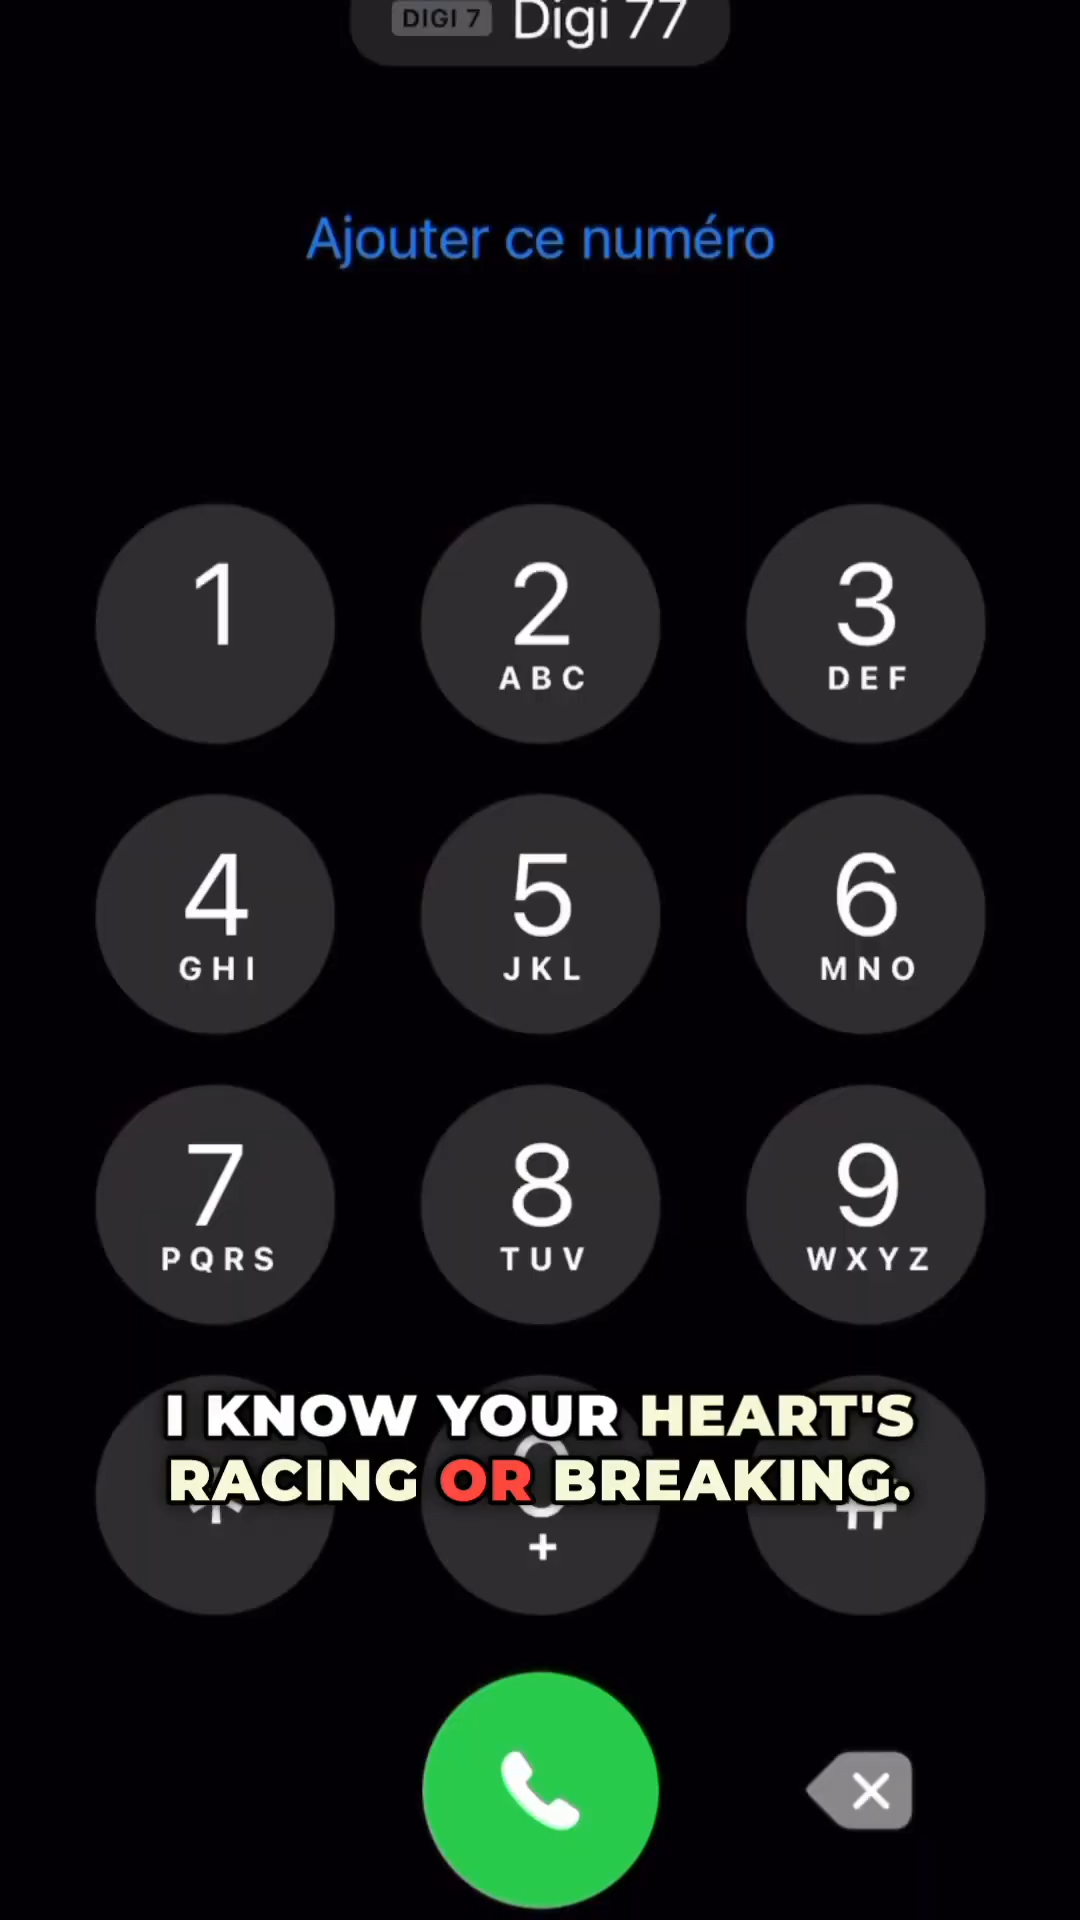 DIGI 7 Digi 77
Ajouter ce numéro
1 2 3
ABC DEF
4 5 6
GHI JKL MNO
7 8 9
PQRS TUV WXYZ
I KNOW YOUR HEART'S
RACING OR BREAKING.
* 0 #
+